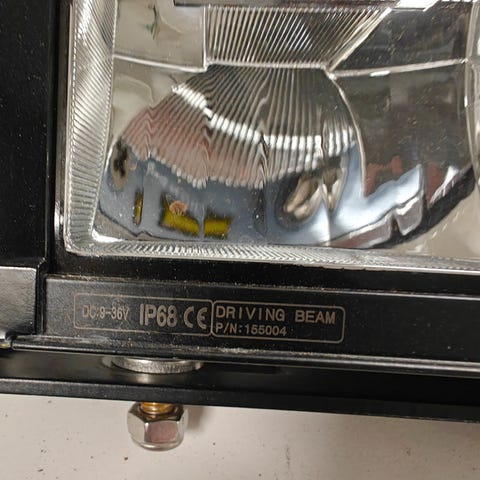 DC:9-36V IP68 CE DRIVING BEAM
P/N:155004